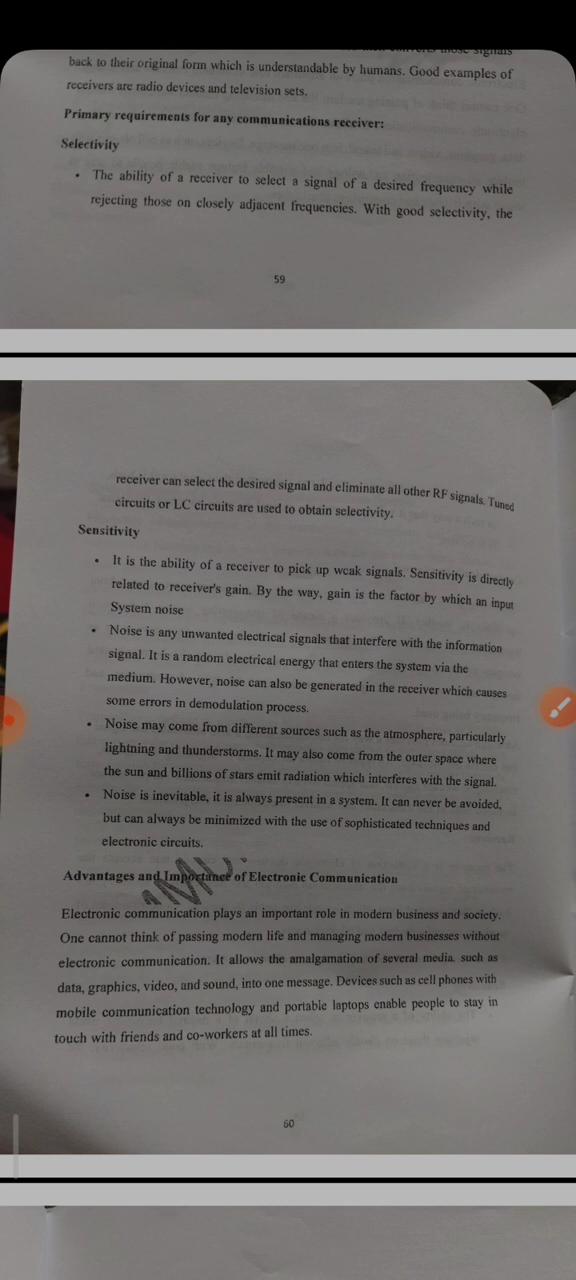 back to their original form which is understandable by humans. Good examples of
receivers are radio devices and television sets.
Primary requirements for any communications receiver:
Selectivity
• The ability of a receiver to select a signal of a desired frequency while
rejecting those on closely adjacent frequencies. With good selectivity, the
59
receiver can select the desired signal and eliminate all other RF signals. Tuned
circuits or LC circuits are used to obtain selectivity.
Sensitivity
• It is the ability of a receiver to pick up weak signals. Sensitivity is directly
related to receiver's gain. By the way, gain is the factor by which an input
System noise
• Noise is any unwanted electrical signals that interfere with the information
signal. It is a random electrical energy that enters the system via the
medium. However, noise can also be generated in the receiver which causes
some errors in demodulation process.
• Noise may come from different sources such as the atmosphere, particularly
lightning and thunderstorms. It may also come from the outer space where
the sun and billions of stars emit radiation which interferes with the signal.
• Noise is inevitable, it is always present in a system. It can never be avoided,
but can always be minimized with the use of sophisticated techniques and
electronic circuits.
Advantages and Importance of Electronic Communication
Electronic communication plays an important role in modern business and society.
One cannot think of passing modern life and managing modern businesses without
electronic communication. It allows the amalgamation of several media, such as
data, graphics, video, and sound, into one message. Devices such as cell phones with
mobile communication technology and portable laptops enable people to stay in
touch with friends and co-workers at all times.
60